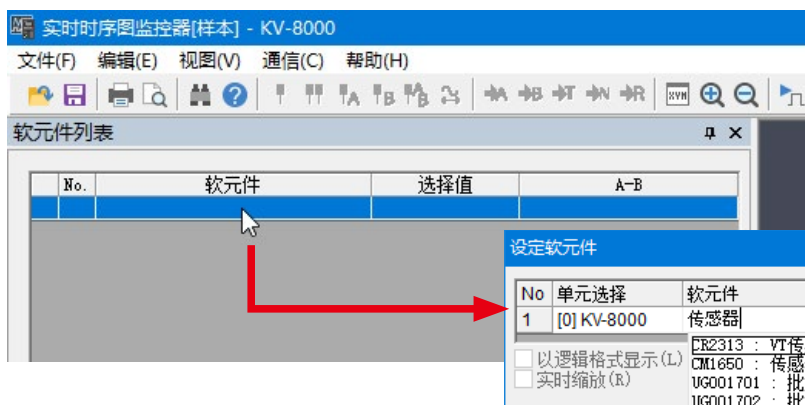 实时时序图监控器[样本] - KV-8000
文件(F) 编辑(E) 视图(V) 通信(C) 帮助(H)
软元件列表
No. 软元件 选择值 A-B
设定软元件
No 单元选择 软元件
1 [0] KV-8000 传感器
以逻辑格式显示(L)
实时缩放(R)
CR2313 : VT传
CM1650 : 传感
UG001701 : 批
UG001702 : 批